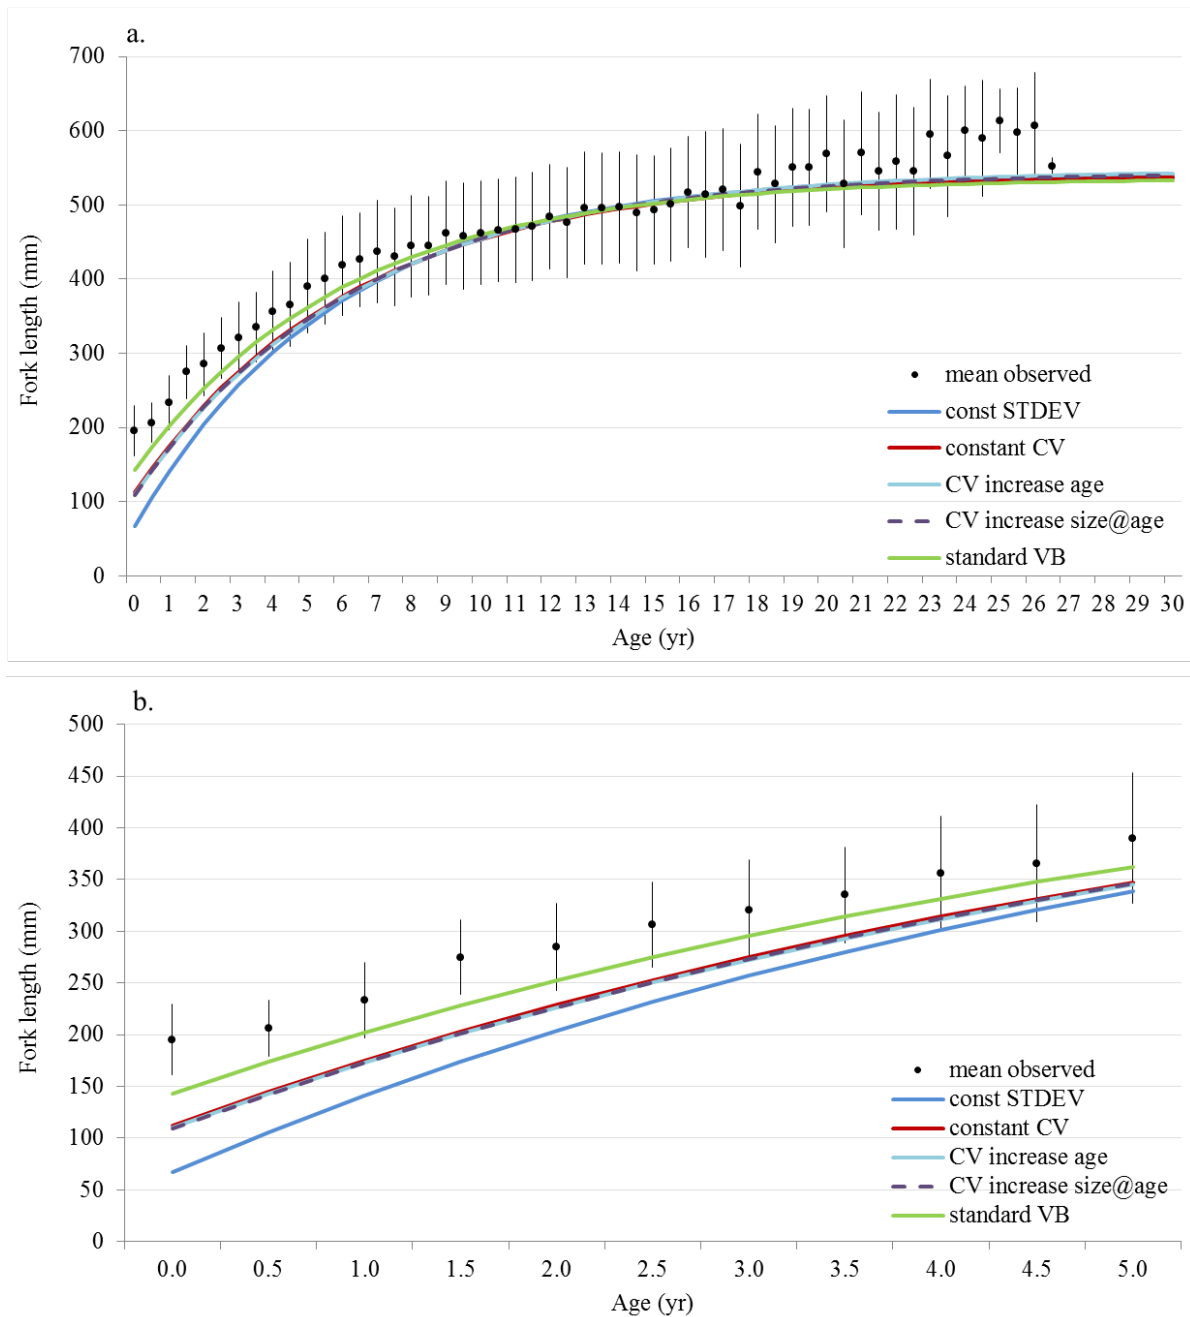 a.
700
600
500
400
300
200
100
0
Fork length (mm)
mean observed
const STDEV
constant CV
CV increase age
CV increase size@age
standard VB
0 1 2 3 4 5 6 7 8 9 10 11 12 13 14 15 16 17 18 19 20 21 22 23 24 25 26 27 28 29 30
Age (yr)
b.
500
450
400
350
300
250
200
150
100
50
0
Fork length (mm)
mean observed
const STDEV
constant CV
CV increase age
CV increase size@age
standard VB
0.0 0.5 1.0 1.5 2.0 2.5 3.0 3.5 4.0 4.5 5.0
Age (yr)